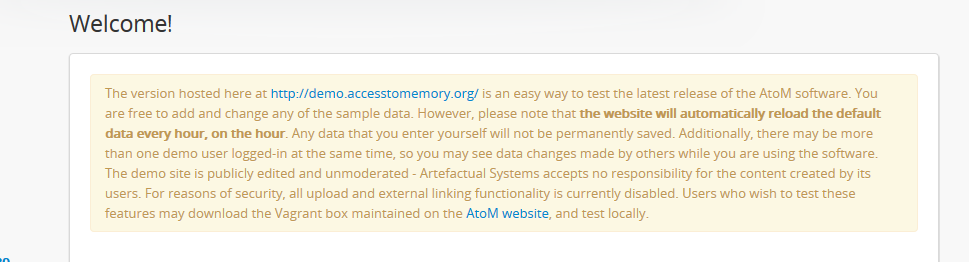 Welcome!
The version hosted here at http://demo.accesstomemory.org/ is an easy way to test the latest release of the AtoM software. You
are free to add and change any of the sample data. However, please note that the website will automatically reload the default
data every hour, on the hour. Any data that you enter yourself will not be permanently saved. Additionally, there may be more
than one demo user logged-in at the same time, so you may see data changes made by others while you are using the software.
The demo site is publicly edited and unmoderated - Artefactual Systems accepts no responsibility for the content created by its
users. For reasons of security, all upload and external linking functionality is currently disabled. Users who wish to test these
features may download the Vagrant box maintained on the AtoM website, and test locally.